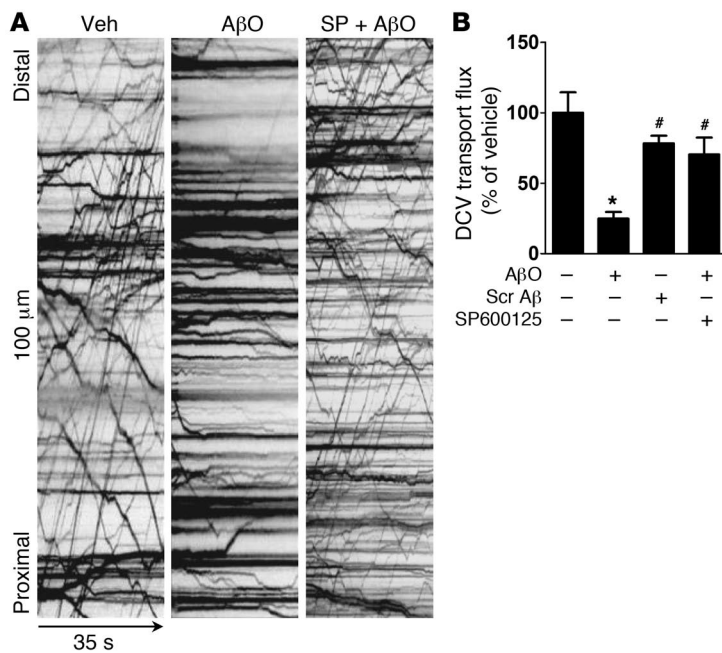 A
Veh
AβO
SP + AβO
Distal
100 μm
Proximal
35 s
B
DCV transport flux
(% of vehicle)
150
100
50
0
* # #
AβO – + – +
Scr Aβ – – + –
SP600125 – – – +